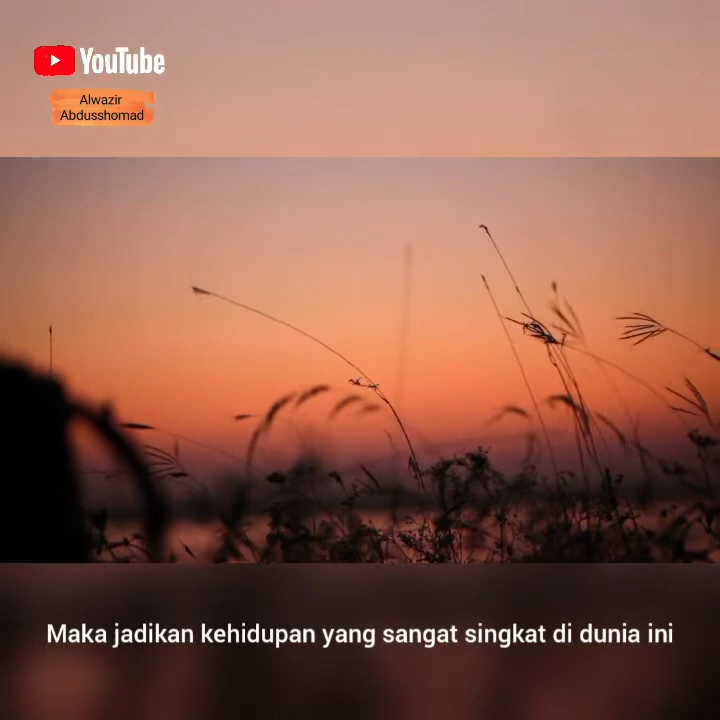 YouTube
Alwazir
Abdusshomad
Maka jadikan kehidupan yang sangat singkat di dunia ini